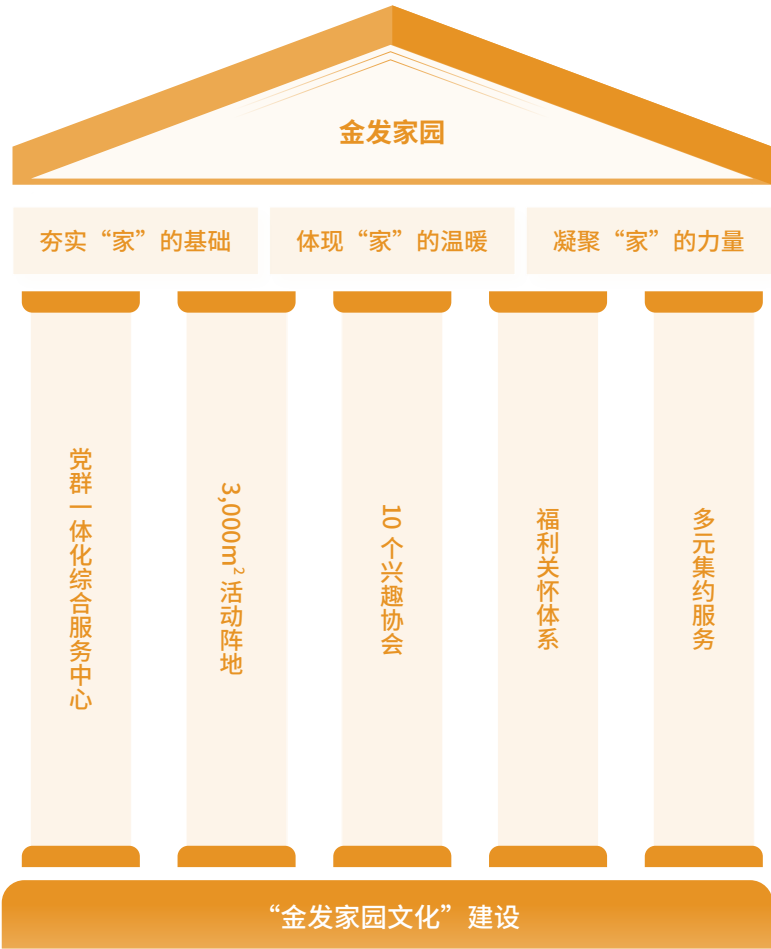 金发家园
夯实“家”的基础
体现“家”的温暖
凝聚“家”的力量
党群一体化综合服务中心
3,000m²活动阵地
10 个兴趣协会
福利关怀体系
多元集约服务
“金发家园文化”建设